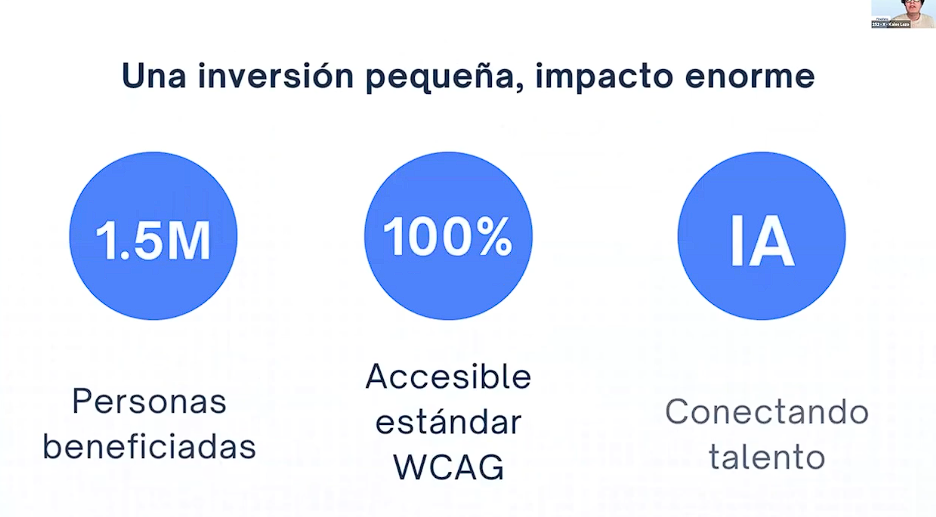 Una inversión pequeña, impacto enorme
1.5M
100%
IA
Personas
beneficiadas
Accesible
estándar
WCAG
Conectando
talento